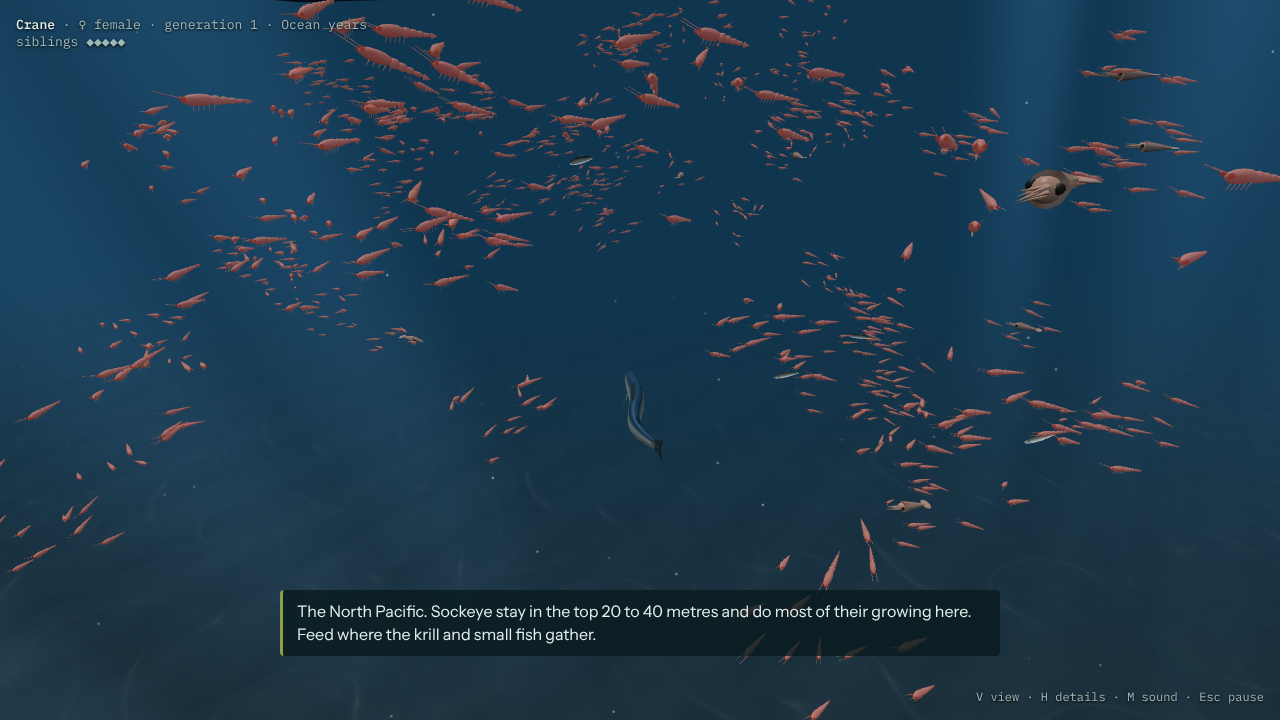 Crane · ♀ female · generation 1 · Ocean years
siblings ◆◆◆◆◆
The North Pacific. Sockeye stay in the top 20 to 40 metres and do most of their growing here.
Feed where the krill and small fish gather.
V view · H details · M sound · Esc pause